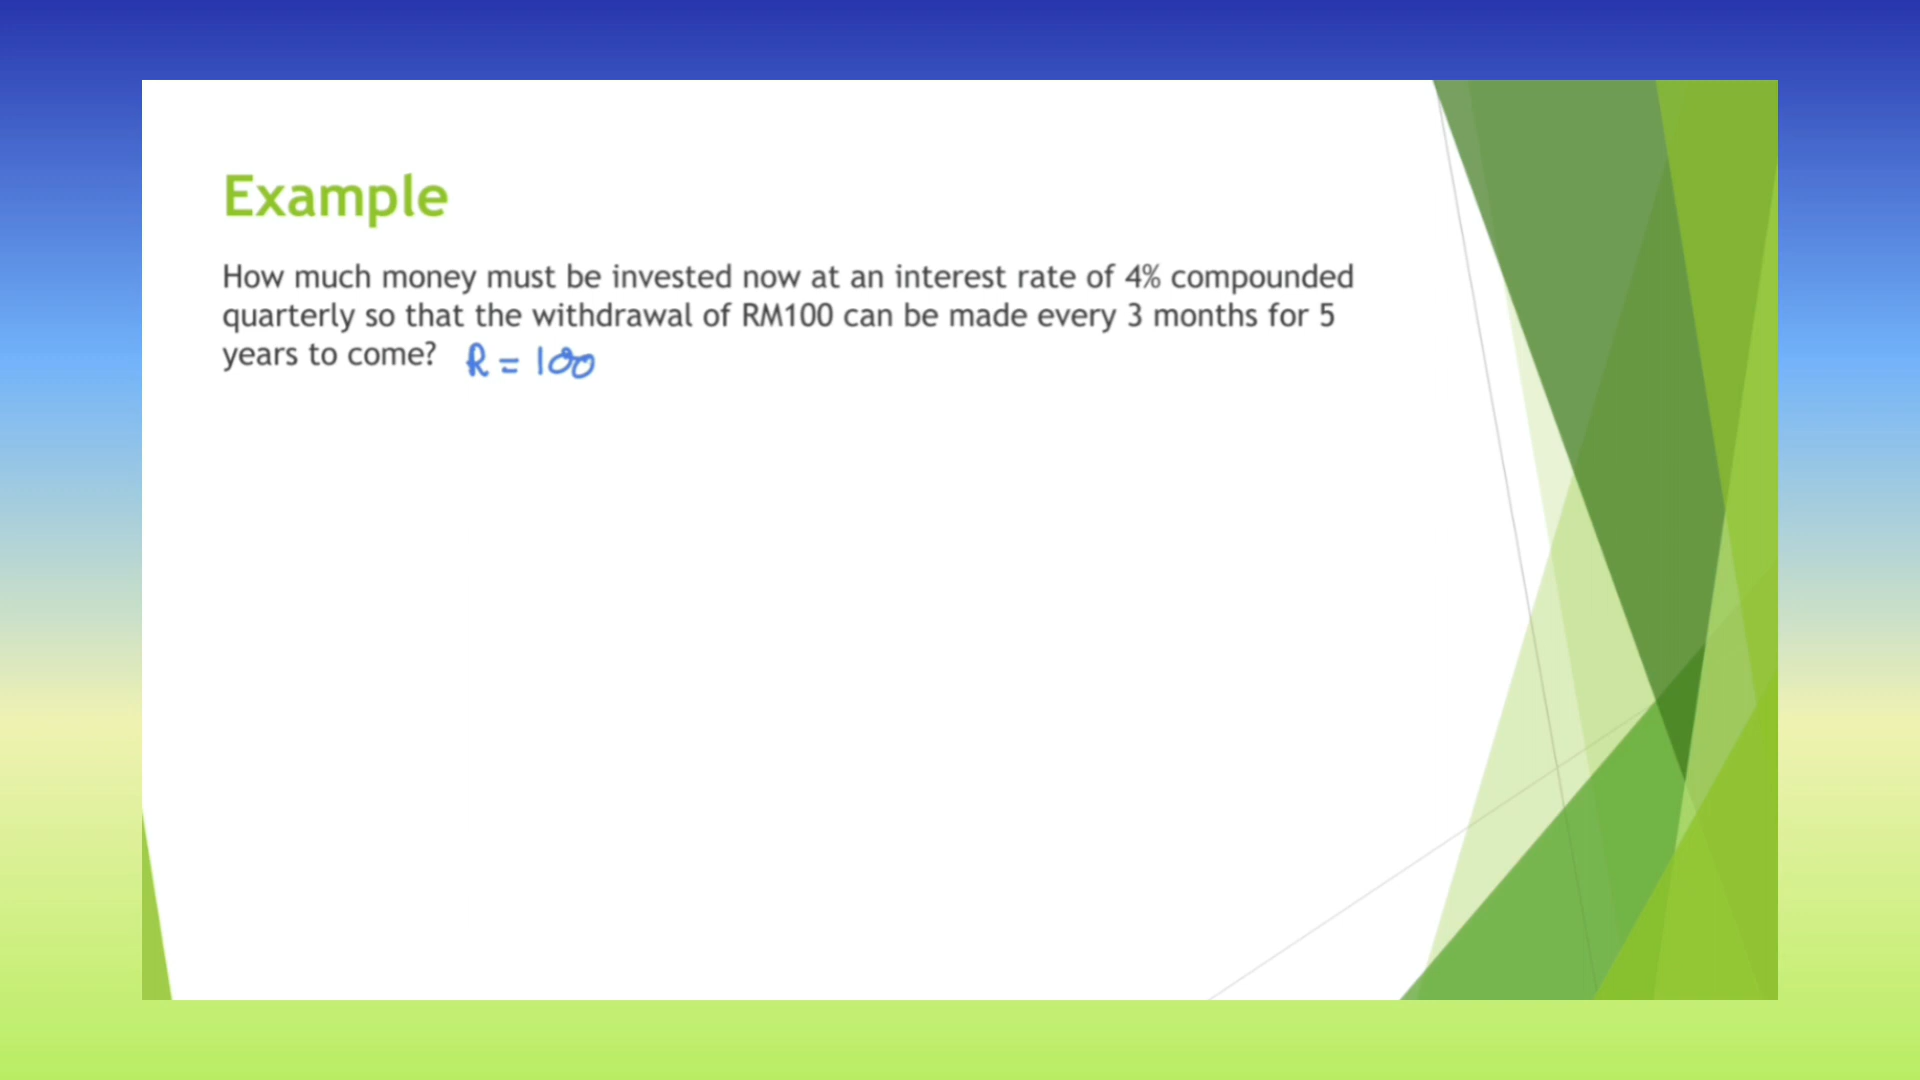 Example
How much money must be invested now at an interest rate of 4% compounded
quarterly so that the withdrawal of RM100 can be made every 3 months for 5
years to come? R = 100